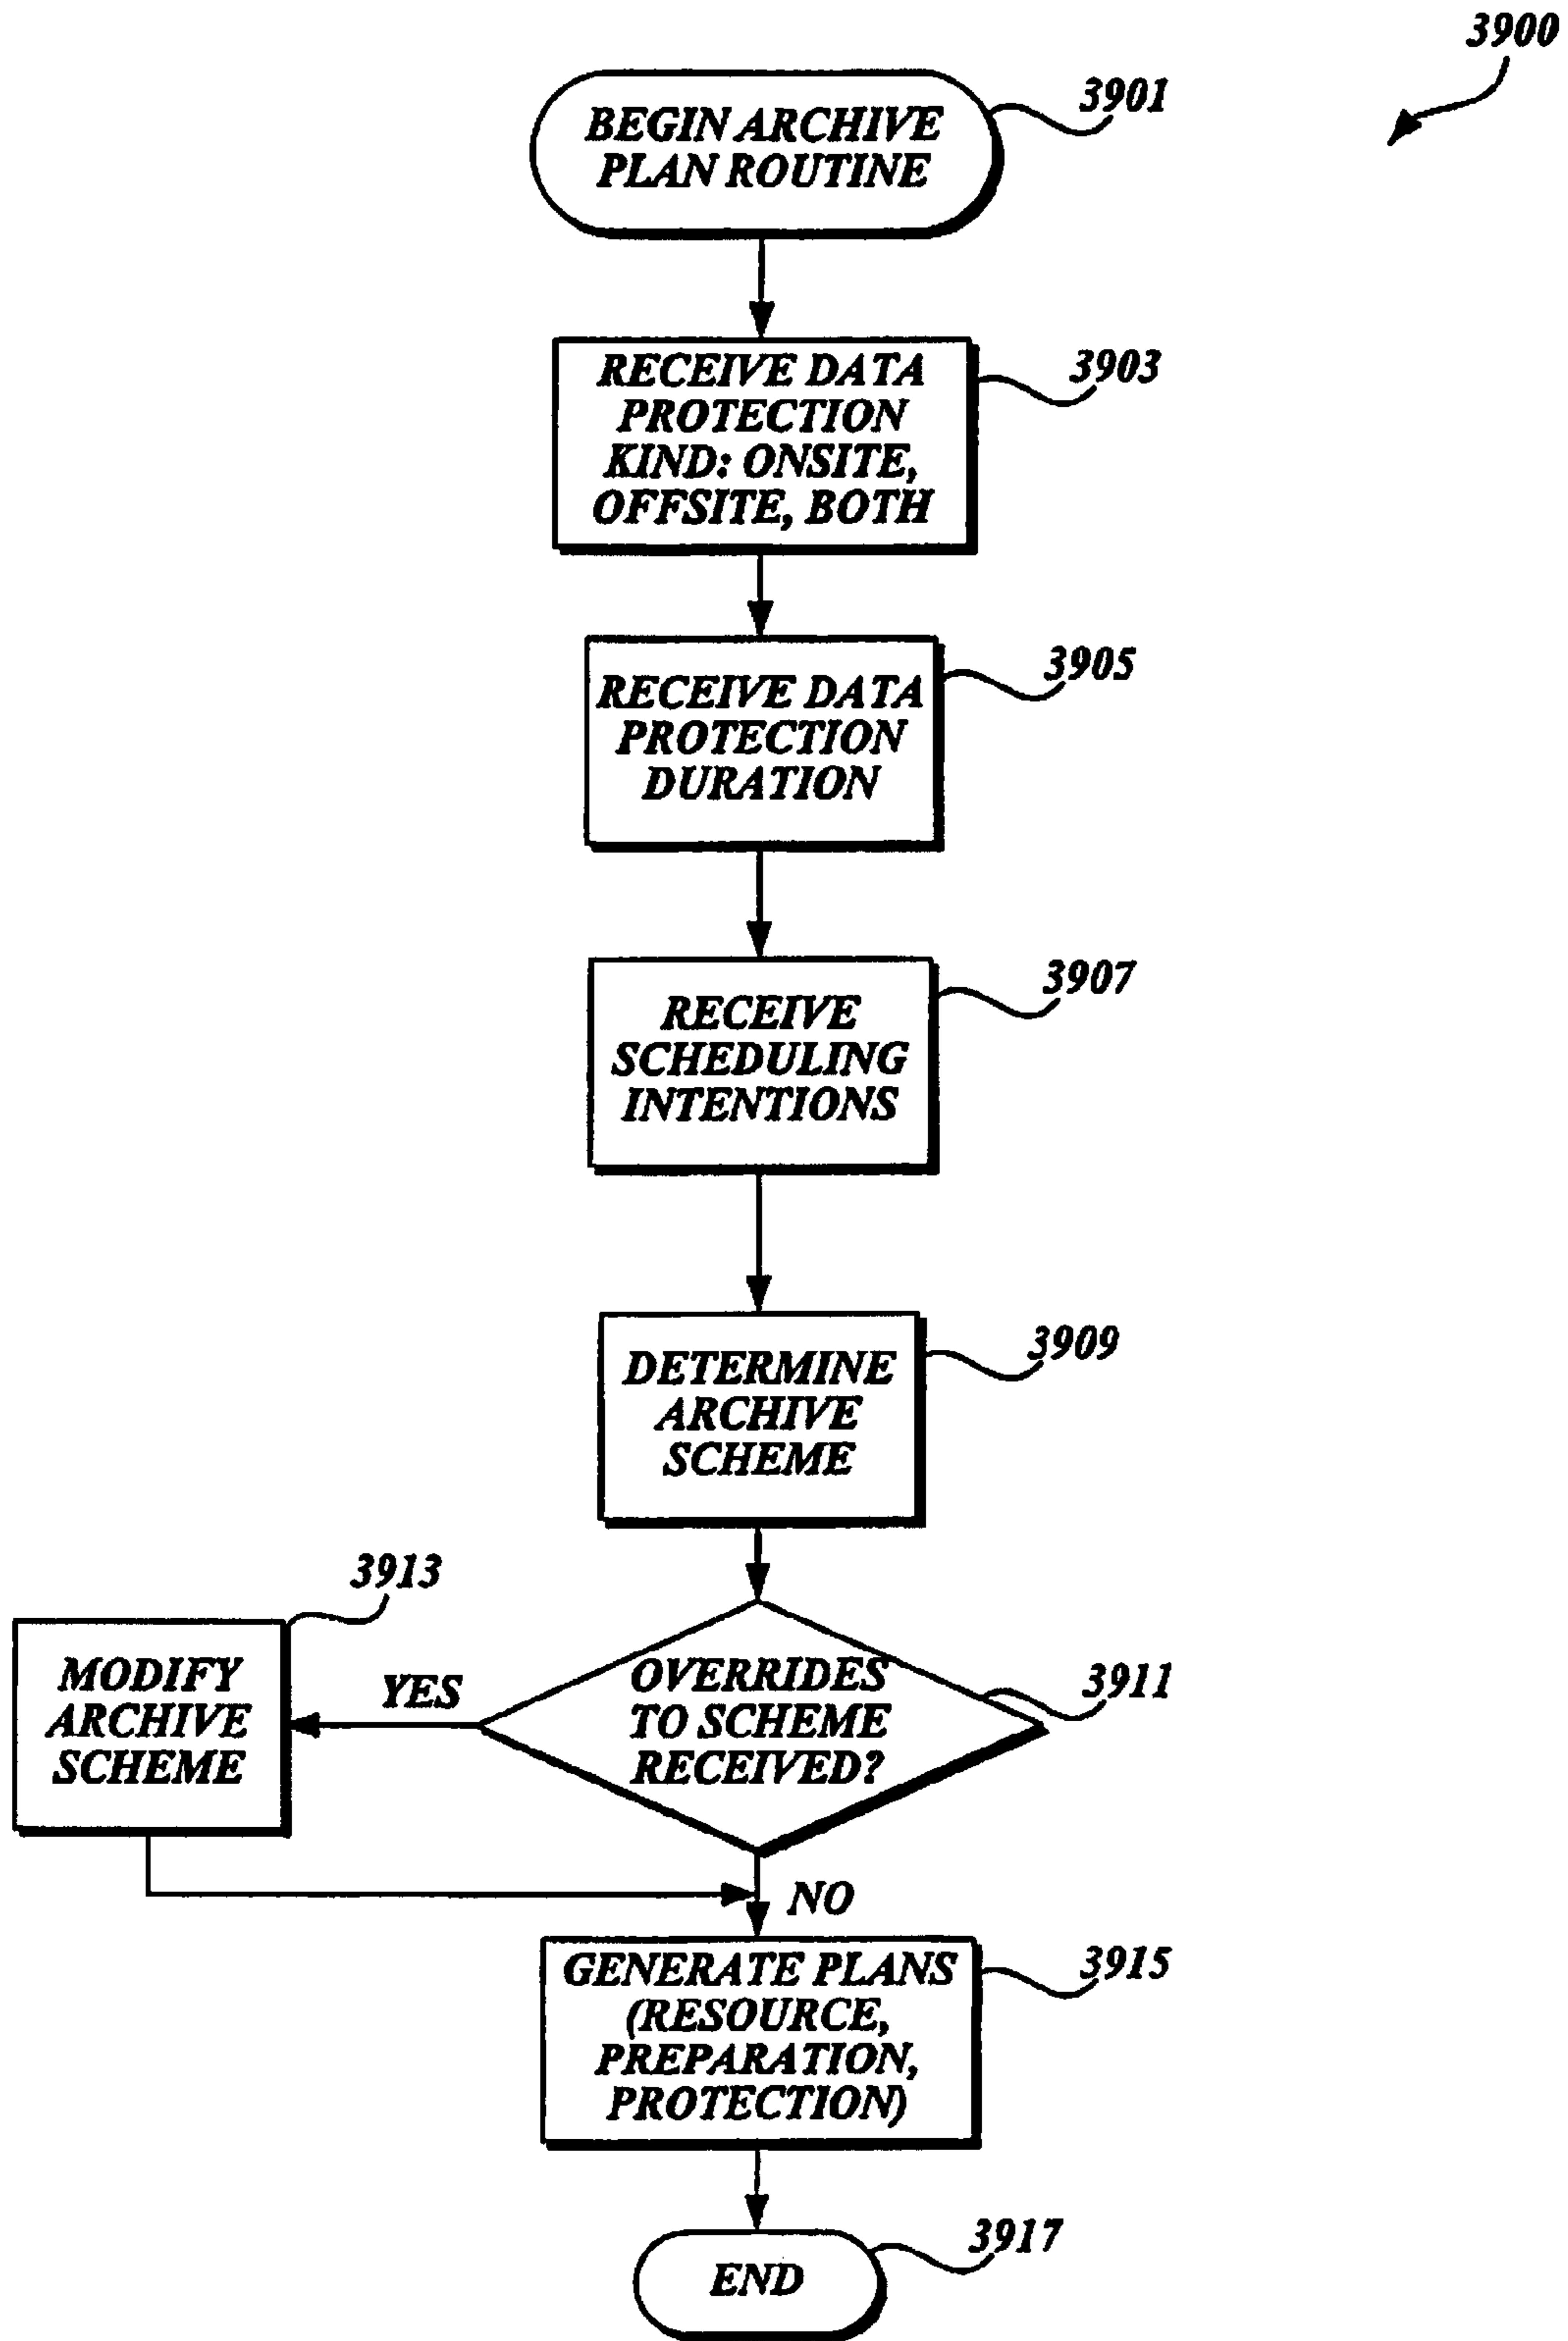 3900
BEGIN ARCHIVE
PLAN ROUTINE
3901
RECEIVE DATA
PROTECTION
KIND: ONSITE,
OFFSITE, BOTH
3903
RECEIVE DATA
PROTECTION
DURATION
3905
RECEIVE
SCHEDULING
INTENTIONS
3907
DETERMINE
ARCHIVE
SCHEME
3909
OVERRIDES
TO SCHEME
RECEIVED?
3911
YES
MODIFY
ARCHIVE
SCHEME
3913
NO
GENERATE PLANS
(RESOURCE,
PREPARATION,
PROTECTION)
3915
END
3917